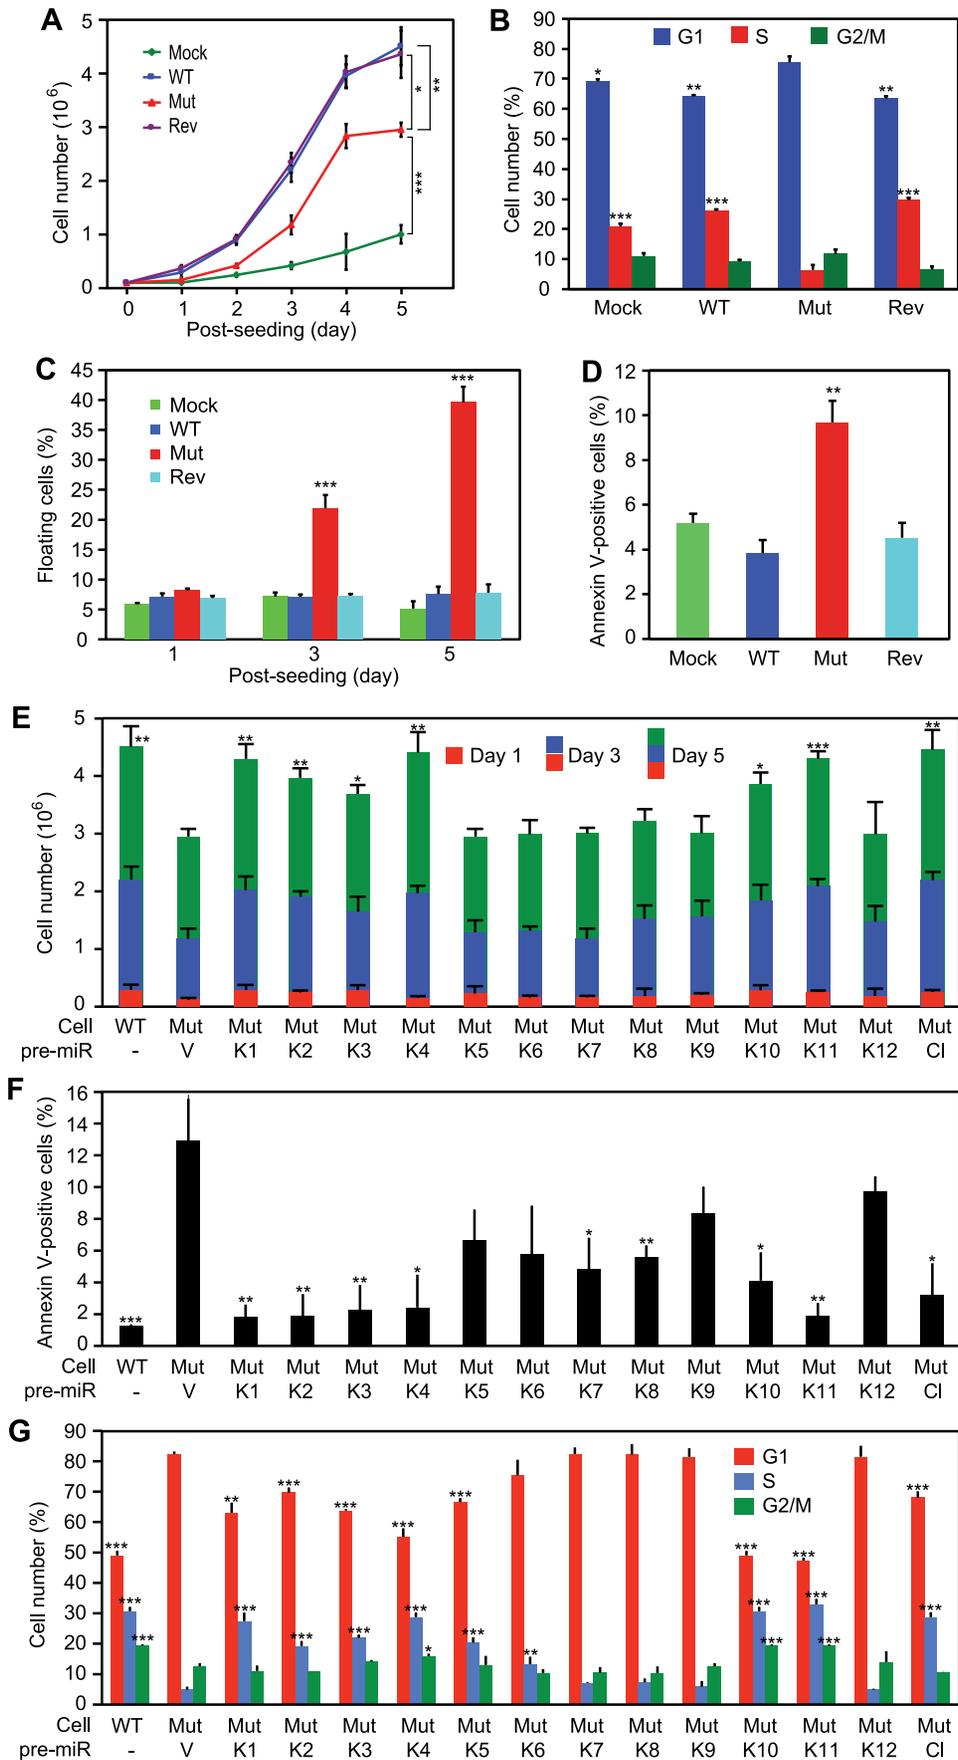 A
Cell number (10^6)
5
4
3
2
1
0
Mock
WT
Mut
Rev
*
**
***
0 1 2 3 4 5
Post-seeding (day)
B
Cell number (%)
90
80
70
60
50
40
30
20
10
0
G1 S G2/M
* ** **
*** *** ***
Mock WT Mut Rev
C
Floating cells (%)
45
40
35
30
25
20
15
10
5
0
Mock
WT
Mut
Rev
***
***
1 3 5
Post-seeding (day)
D
Annexin V-positive cells (%)
12
10
8
6
4
2
0
**
Mock WT Mut Rev
E
Cell number (10^6)
5
4
3
2
1
0
Day 1 Day 3 Day 5
** ** ** * ** * *** **
Cell WT Mut Mut Mut Mut Mut Mut Mut Mut Mut Mut Mut Mut Mut Mut
pre-miR - V K1 K2 K3 K4 K5 K6 K7 K8 K9 K10 K11 K12 Cl
F
Annexin V-positive cells (%)
16
14
12
10
8
6
4
2
0
*** ** ** ** * * ** * ** *
Cell WT Mut Mut Mut Mut Mut Mut Mut Mut Mut Mut Mut Mut Mut Mut
pre-miR - V K1 K2 K3 K4 K5 K6 K7 K8 K9 K10 K11 K12 Cl
G
Cell number (%)
90
80
70
60
50
40
30
20
10
0
G1
S
G2/M
*** ** *** *** *** *** *** *** ***
*** *** *** *** *** *** ** *** *** ***
*** * *** ***
Cell WT Mut Mut Mut Mut Mut Mut Mut Mut Mut Mut Mut Mut Mut Mut
pre-miR - V K1 K2 K3 K4 K5 K6 K7 K8 K9 K10 K11 K12 Cl